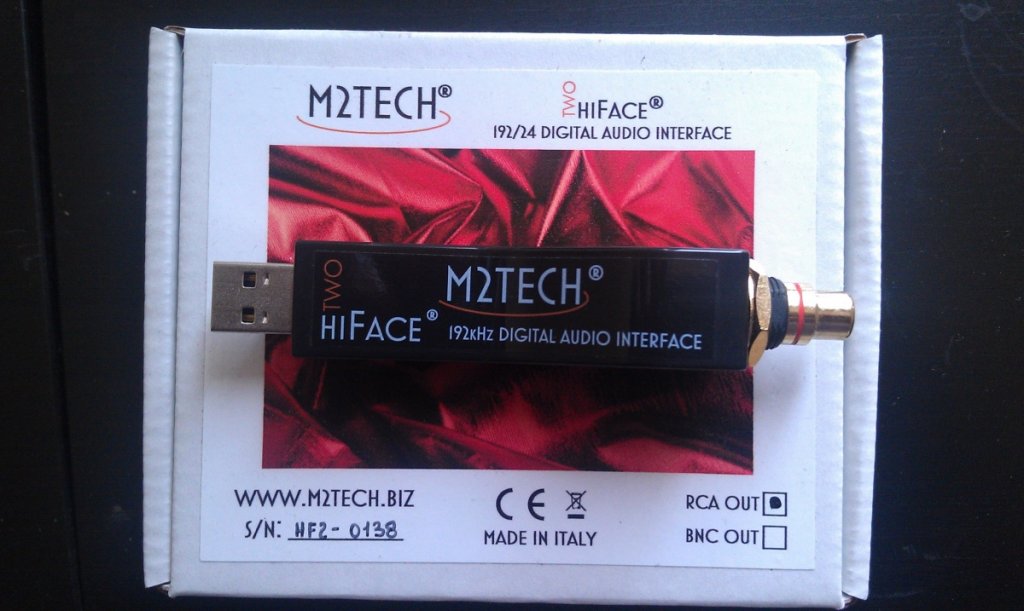 M2TECH®
TWO
HIFACE®
192/24 DIGITAL AUDIO INTERFACE
TWO
HIFACE®
M2TECH®
192KHZ DIGITAL AUDIO INTERFACE
WWW.M2TECH.BIZ
S/N: HF2-0138
CE
MADE IN ITALY
RCA OUT
BNC OUT